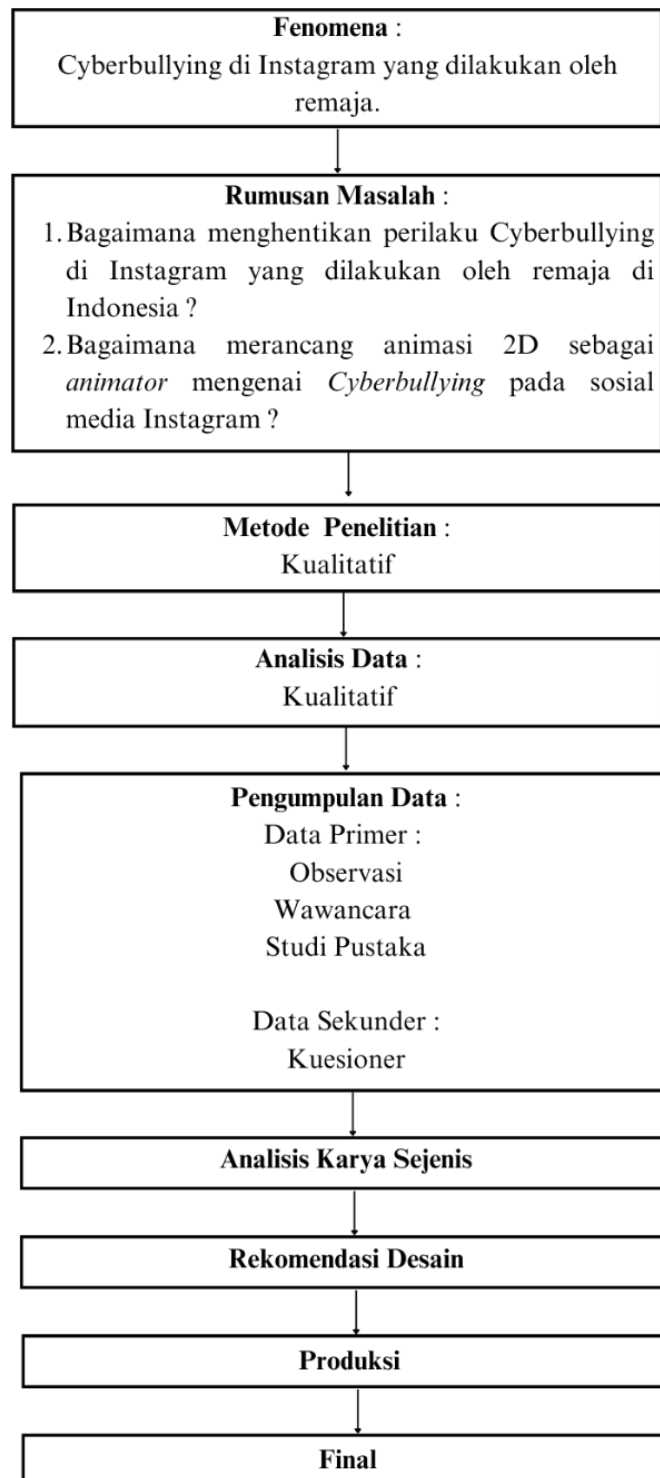 Fenomena :
Cyberbullying di Instagram yang dilakukan oleh
remaja.
Rumusan Masalah :
1. Bagaimana menghentikan perilaku Cyberbullying
di Instagram yang dilakukan oleh remaja di
Indonesia ?
2. Bagaimana merancang animasi 2D sebagai
animator mengenai Cyberbullying pada sosial
media Instagram ?
Metode Penelitian :
Kualitatif
Analisis Data :
Kualitatif
Pengumpulan Data :
Data Primer :
Observasi
Wawancara
Studi Pustaka
Data Sekunder :
Kuesioner
Analisis Karya Sejenis
Rekomendasi Desain
Produksi
Final